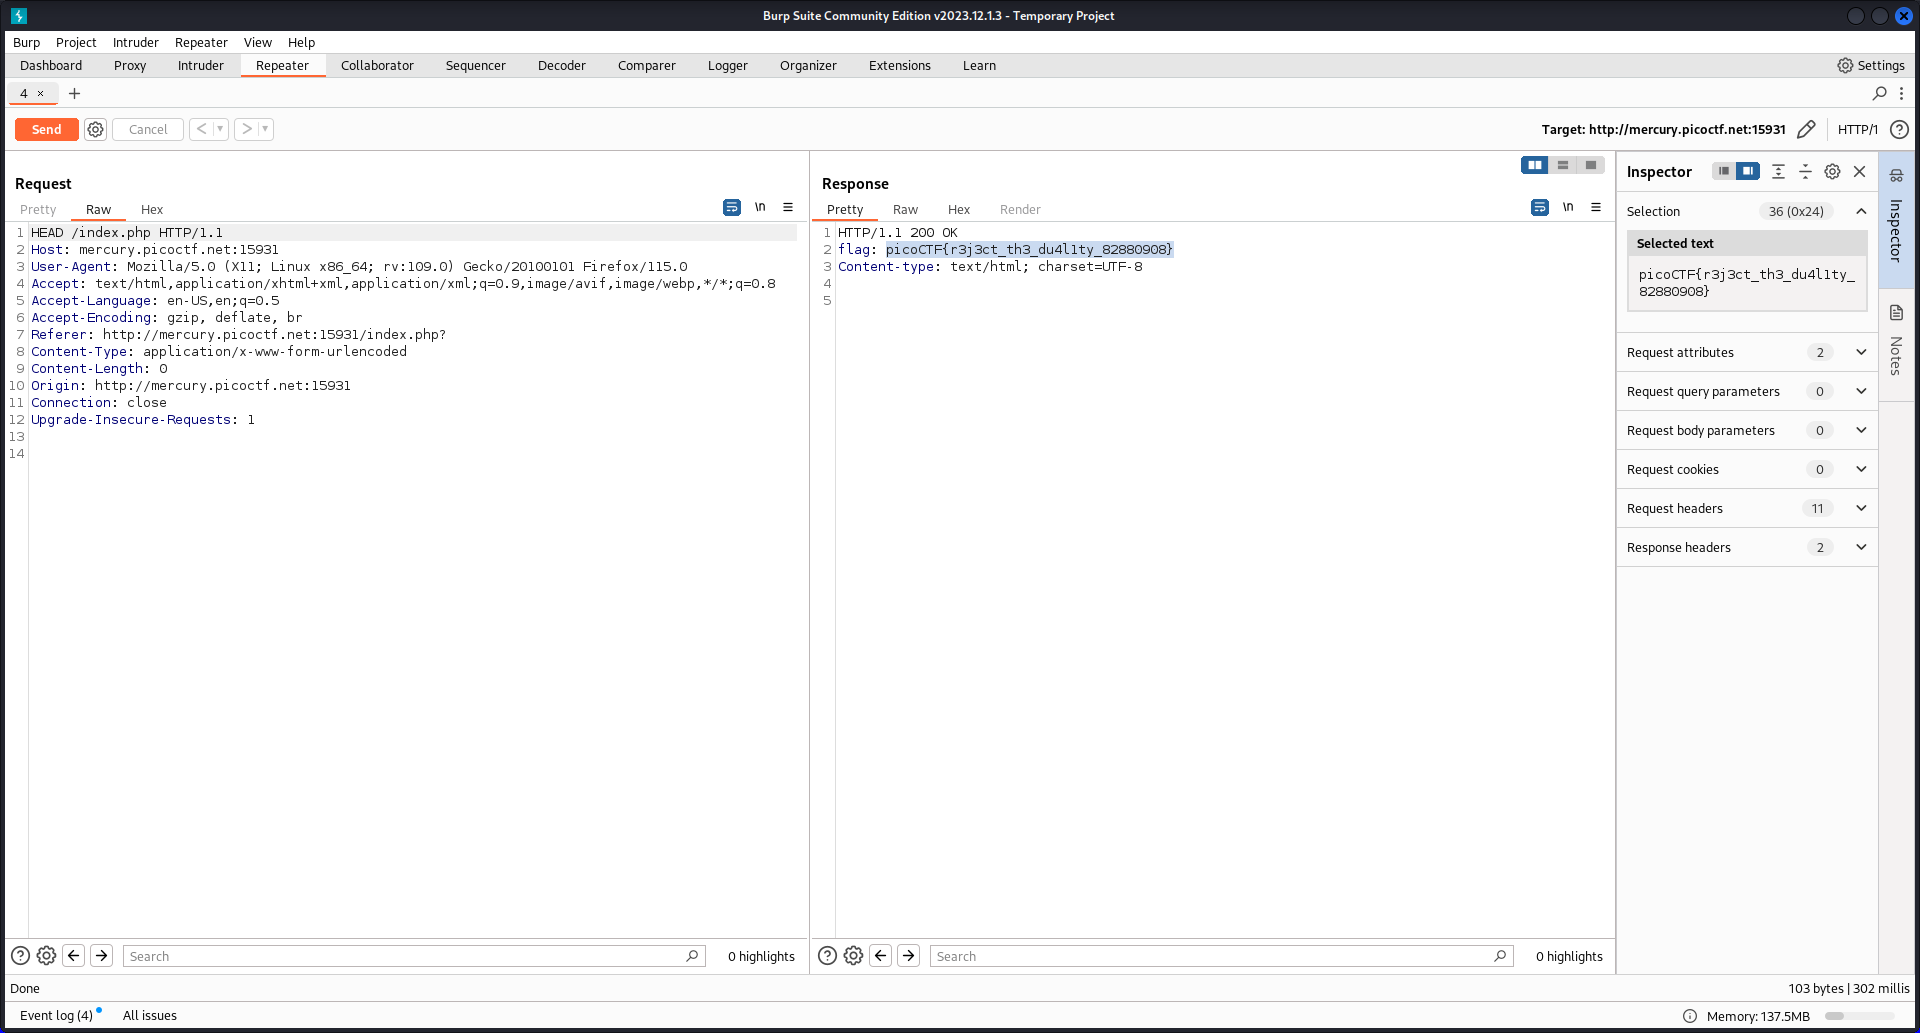 Burp Suite Community Edition v2023.12.1.3 - Temporary Project
Burp Project Intruder Repeater View Help
Dashboard Proxy Intruder Repeater Collaborator Sequencer Decoder Comparer Logger Organizer Extensions Learn Settings
4 × +
Send Cancel < > Target: http://mercury.picoctf.net:15931 HTTP/1 ?
Request
Pretty Raw Hex \n
1 HEAD /index.php HTTP/1.1
2 Host: mercury.picoctf.net:15931
3 User-Agent: Mozilla/5.0 (X11; Linux x86_64; rv:109.0) Gecko/20100101 Firefox/115.0
4 Accept: text/html,application/xhtml+xml,application/xml;q=0.9,image/avif,image/webp,*/*;q=0.8
5 Accept-Language: en-US,en;q=0.5
6 Accept-Encoding: gzip, deflate, br
7 Referer: http://mercury.picoctf.net:15931/index.php?
8 Content-Type: application/x-www-form-urlencoded
9 Content-Length: 0
10 Origin: http://mercury.picoctf.net:15931
11 Connection: close
12 Upgrade-Insecure-Requests: 1
13
14
? Search 0 highlights
Response
Pretty Raw Hex Render \n
1 HTTP/1.1 200 OK
2 flag: picoCTF{r3j3ct_th3_du4l1ty_82880908}
3 Content-type: text/html; charset=UTF-8
4
5
? Search 0 highlights
Inspector
Selection 36 (0x24)
Selected text
picoCTF{r3j3ct_th3_du4l1ty_
82880908}
Request attributes 2
Request query parameters 0
Request body parameters 0
Request cookies 0
Request headers 11
Response headers 2
Inspector
Notes
Done 103 bytes | 302 millis
Event log (4) All issues Memory: 137.5MB